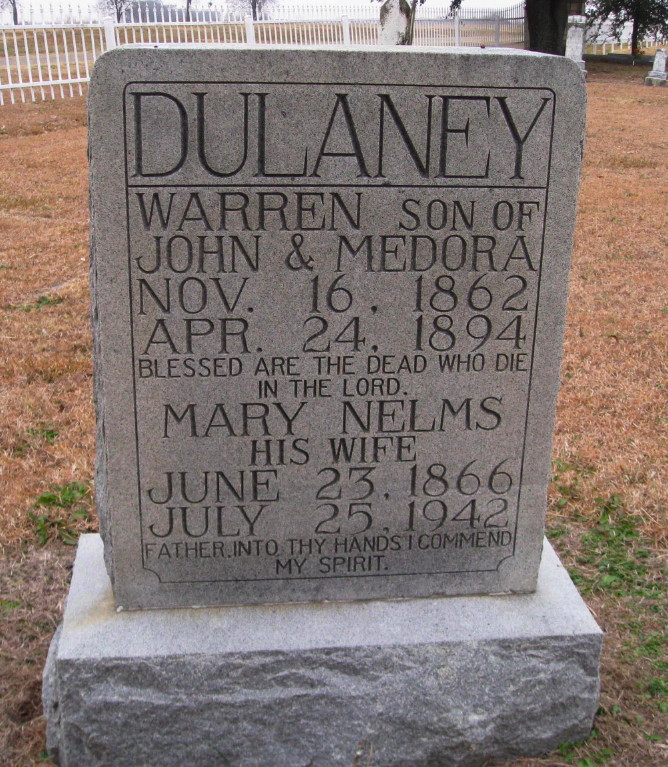 DULANEY
WARREN SON OF
JOHN & MEDORA
NOV. 16, 1862
APR. 24, 1894
BLESSED ARE THE DEAD WHO DIE
IN THE LORD.
MARY NELMS
HIS WIFE
JUNE 23, 1866
JULY 25, 1942
FATHER, INTO THY HANDS I COMMEND
MY SPIRIT.